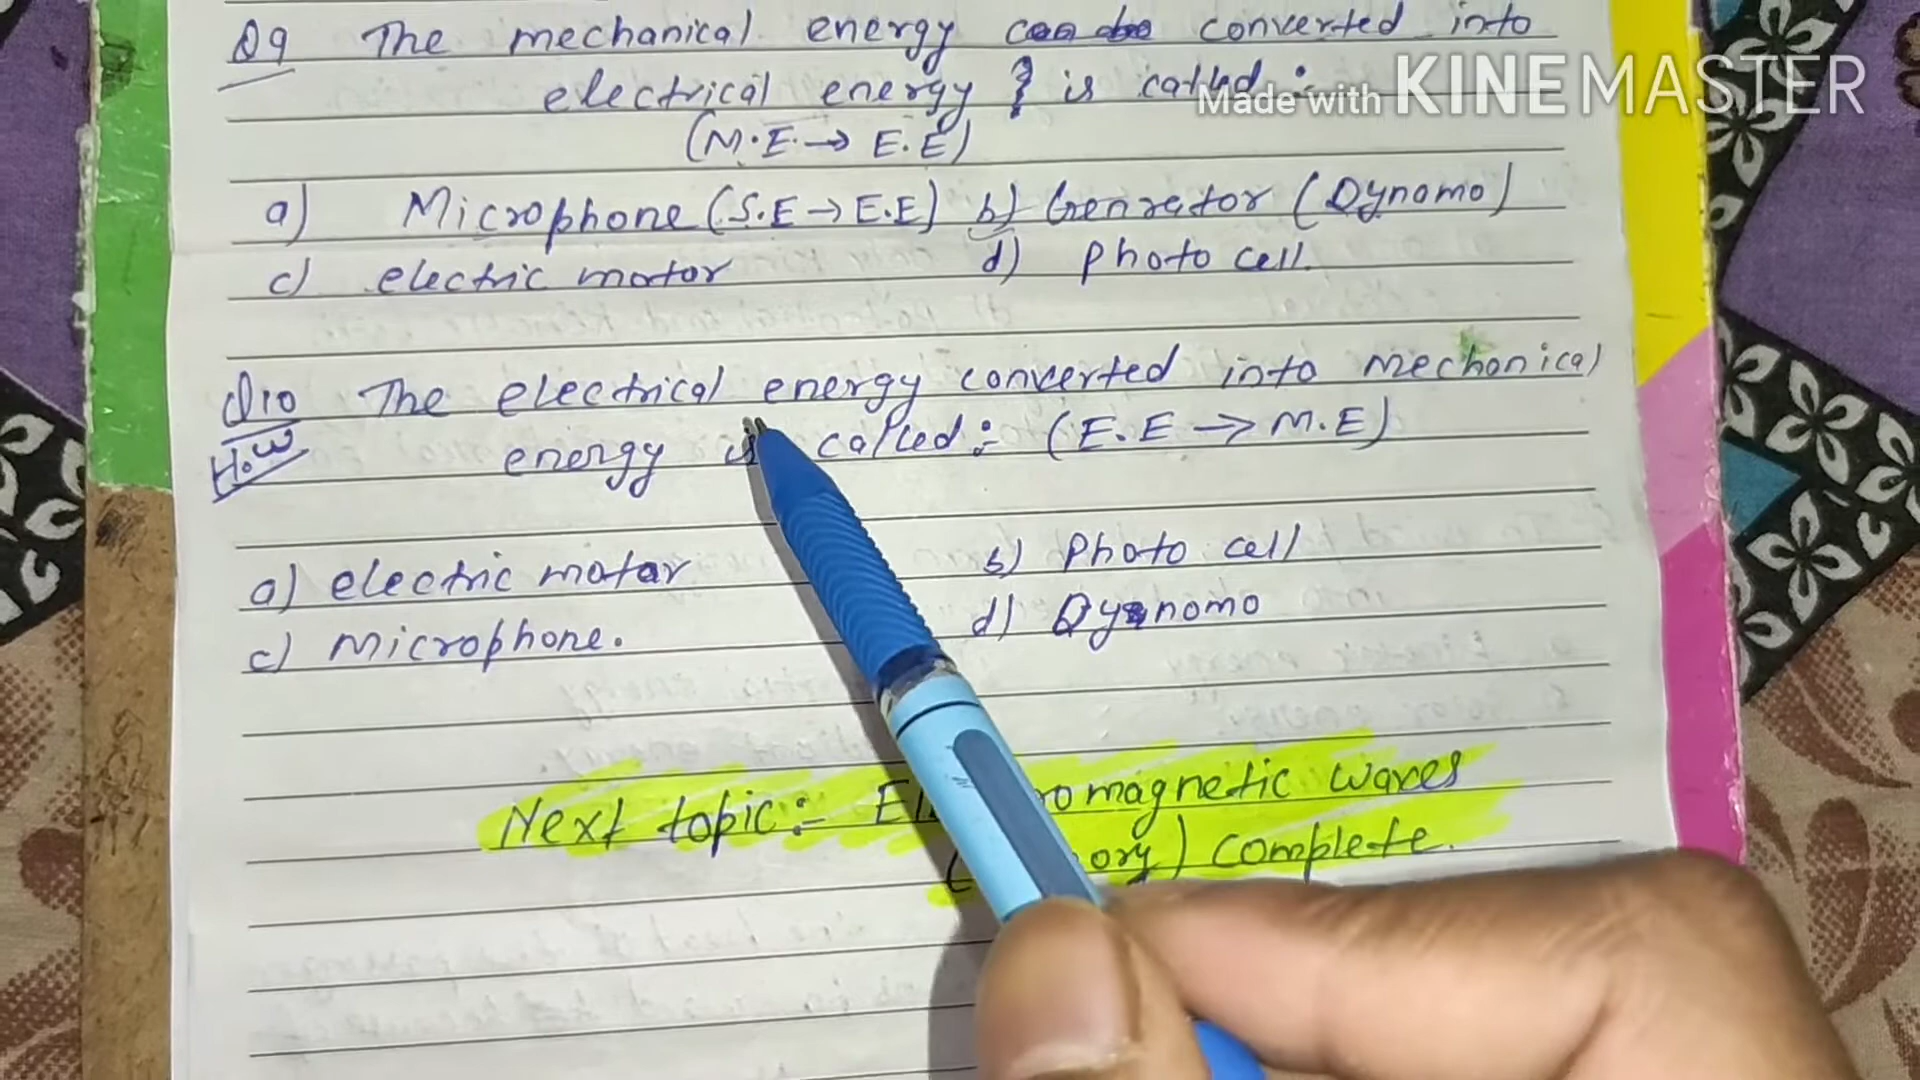 Q9 The mechanical energy converted into
electrical energy } is called :-
Made with KINEMASTER
(M.E. → E.E)
a) Microphone (S.E → E.E) b) Genrator (Dynomo)
c) electric motor d) Photo cell.
Q10 The electrical energy converted into mechonical
H.W energy is called :- (E.E → M.E)
a) electric motor b) Photo cell
c) Microphone. d) Dynomo
Next topic :- magnetic waves
complete.